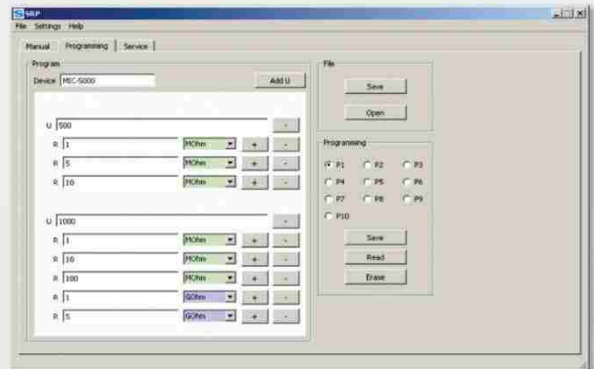 SRP
File Settings Help
Manual Programming Service
Program
Device MIC-5000 Add U
U 500 -
R 1 MOhm + -
R 5 MOhm + -
R 10 MOhm + -
U 1000 -
R 1 MOhm + -
R 10 MOhm + -
R 100 MOhm + -
R 1 GOhm + -
R 5 GOhm + -
File
Save
Open
Programming
P1 P2 P3
P4 P5 P6
P7 P8 P9
P10
Save
Read
Erase